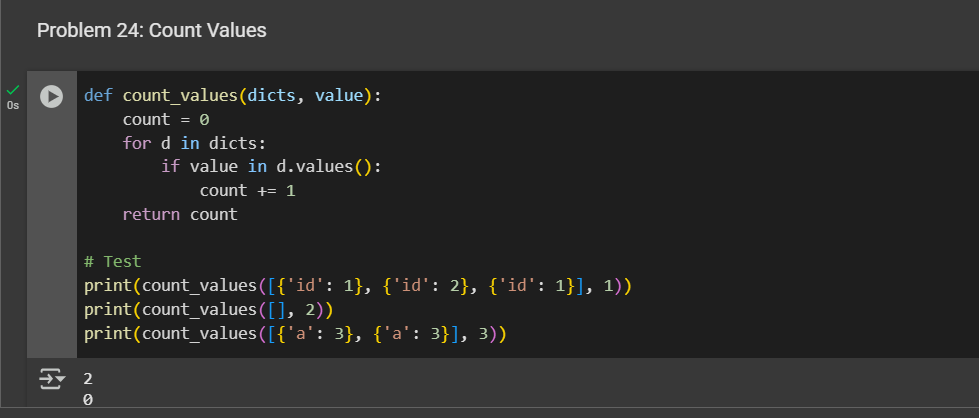 Problem 24: Count Values
0s
def count_values(dicts, value):
    count = 0
    for d in dicts:
        if value in d.values():
            count += 1
    return count
# Test
print(count_values([{'id': 1}, {'id': 2}, {'id': 1}], 1))
print(count_values([], 2))
print(count_values([{'a': 3}, {'a': 3}], 3))
2
0